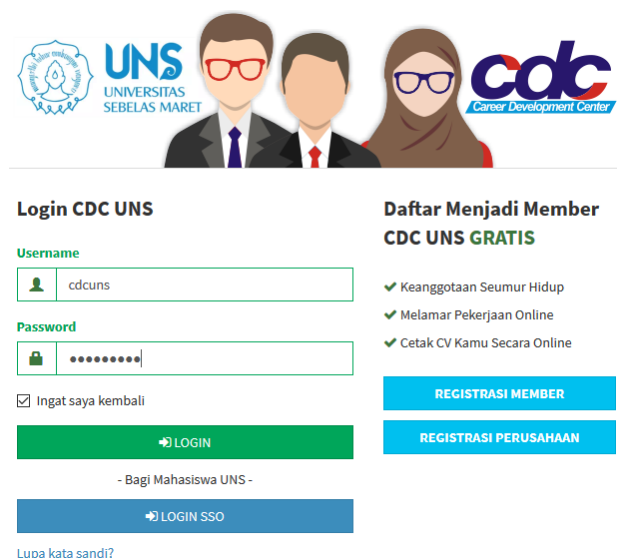 UNS
UNIVERSITAS
SEBELAS MARET
cdc
Career Development Center
Login CDC UNS
Username
cdcuns
Password
•••••••••
Ingat saya kembali
LOGIN
- Bagi Mahasiswa UNS -
LOGIN SSO
Lupa kata sandi?
Daftar Menjadi Member
CDC UNS GRATIS
Keanggotaan Seumur Hidup
Melamar Pekerjaan Online
Cetak CV Kamu Secara Online
REGISTRASI MEMBER
REGISTRASI PERUSAHAAN